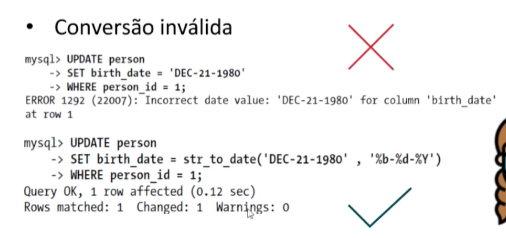 • Conversão inválida
mysql> UPDATE person
-> SET birth_date = 'DEC-21-1980'
-> WHERE person_id = 1;
ERROR 1292 (22007): Incorrect date value: 'DEC-21-1980' for column 'birth_date'
at row 1
mysql> UPDATE person
-> SET birth_date = str_to_date('DEC-21-1980' , '%b-%d-%Y')
-> WHERE person_id = 1;
Query OK, 1 row affected (0.12 sec)
Rows matched: 1 Changed: 1 Warnings: 0